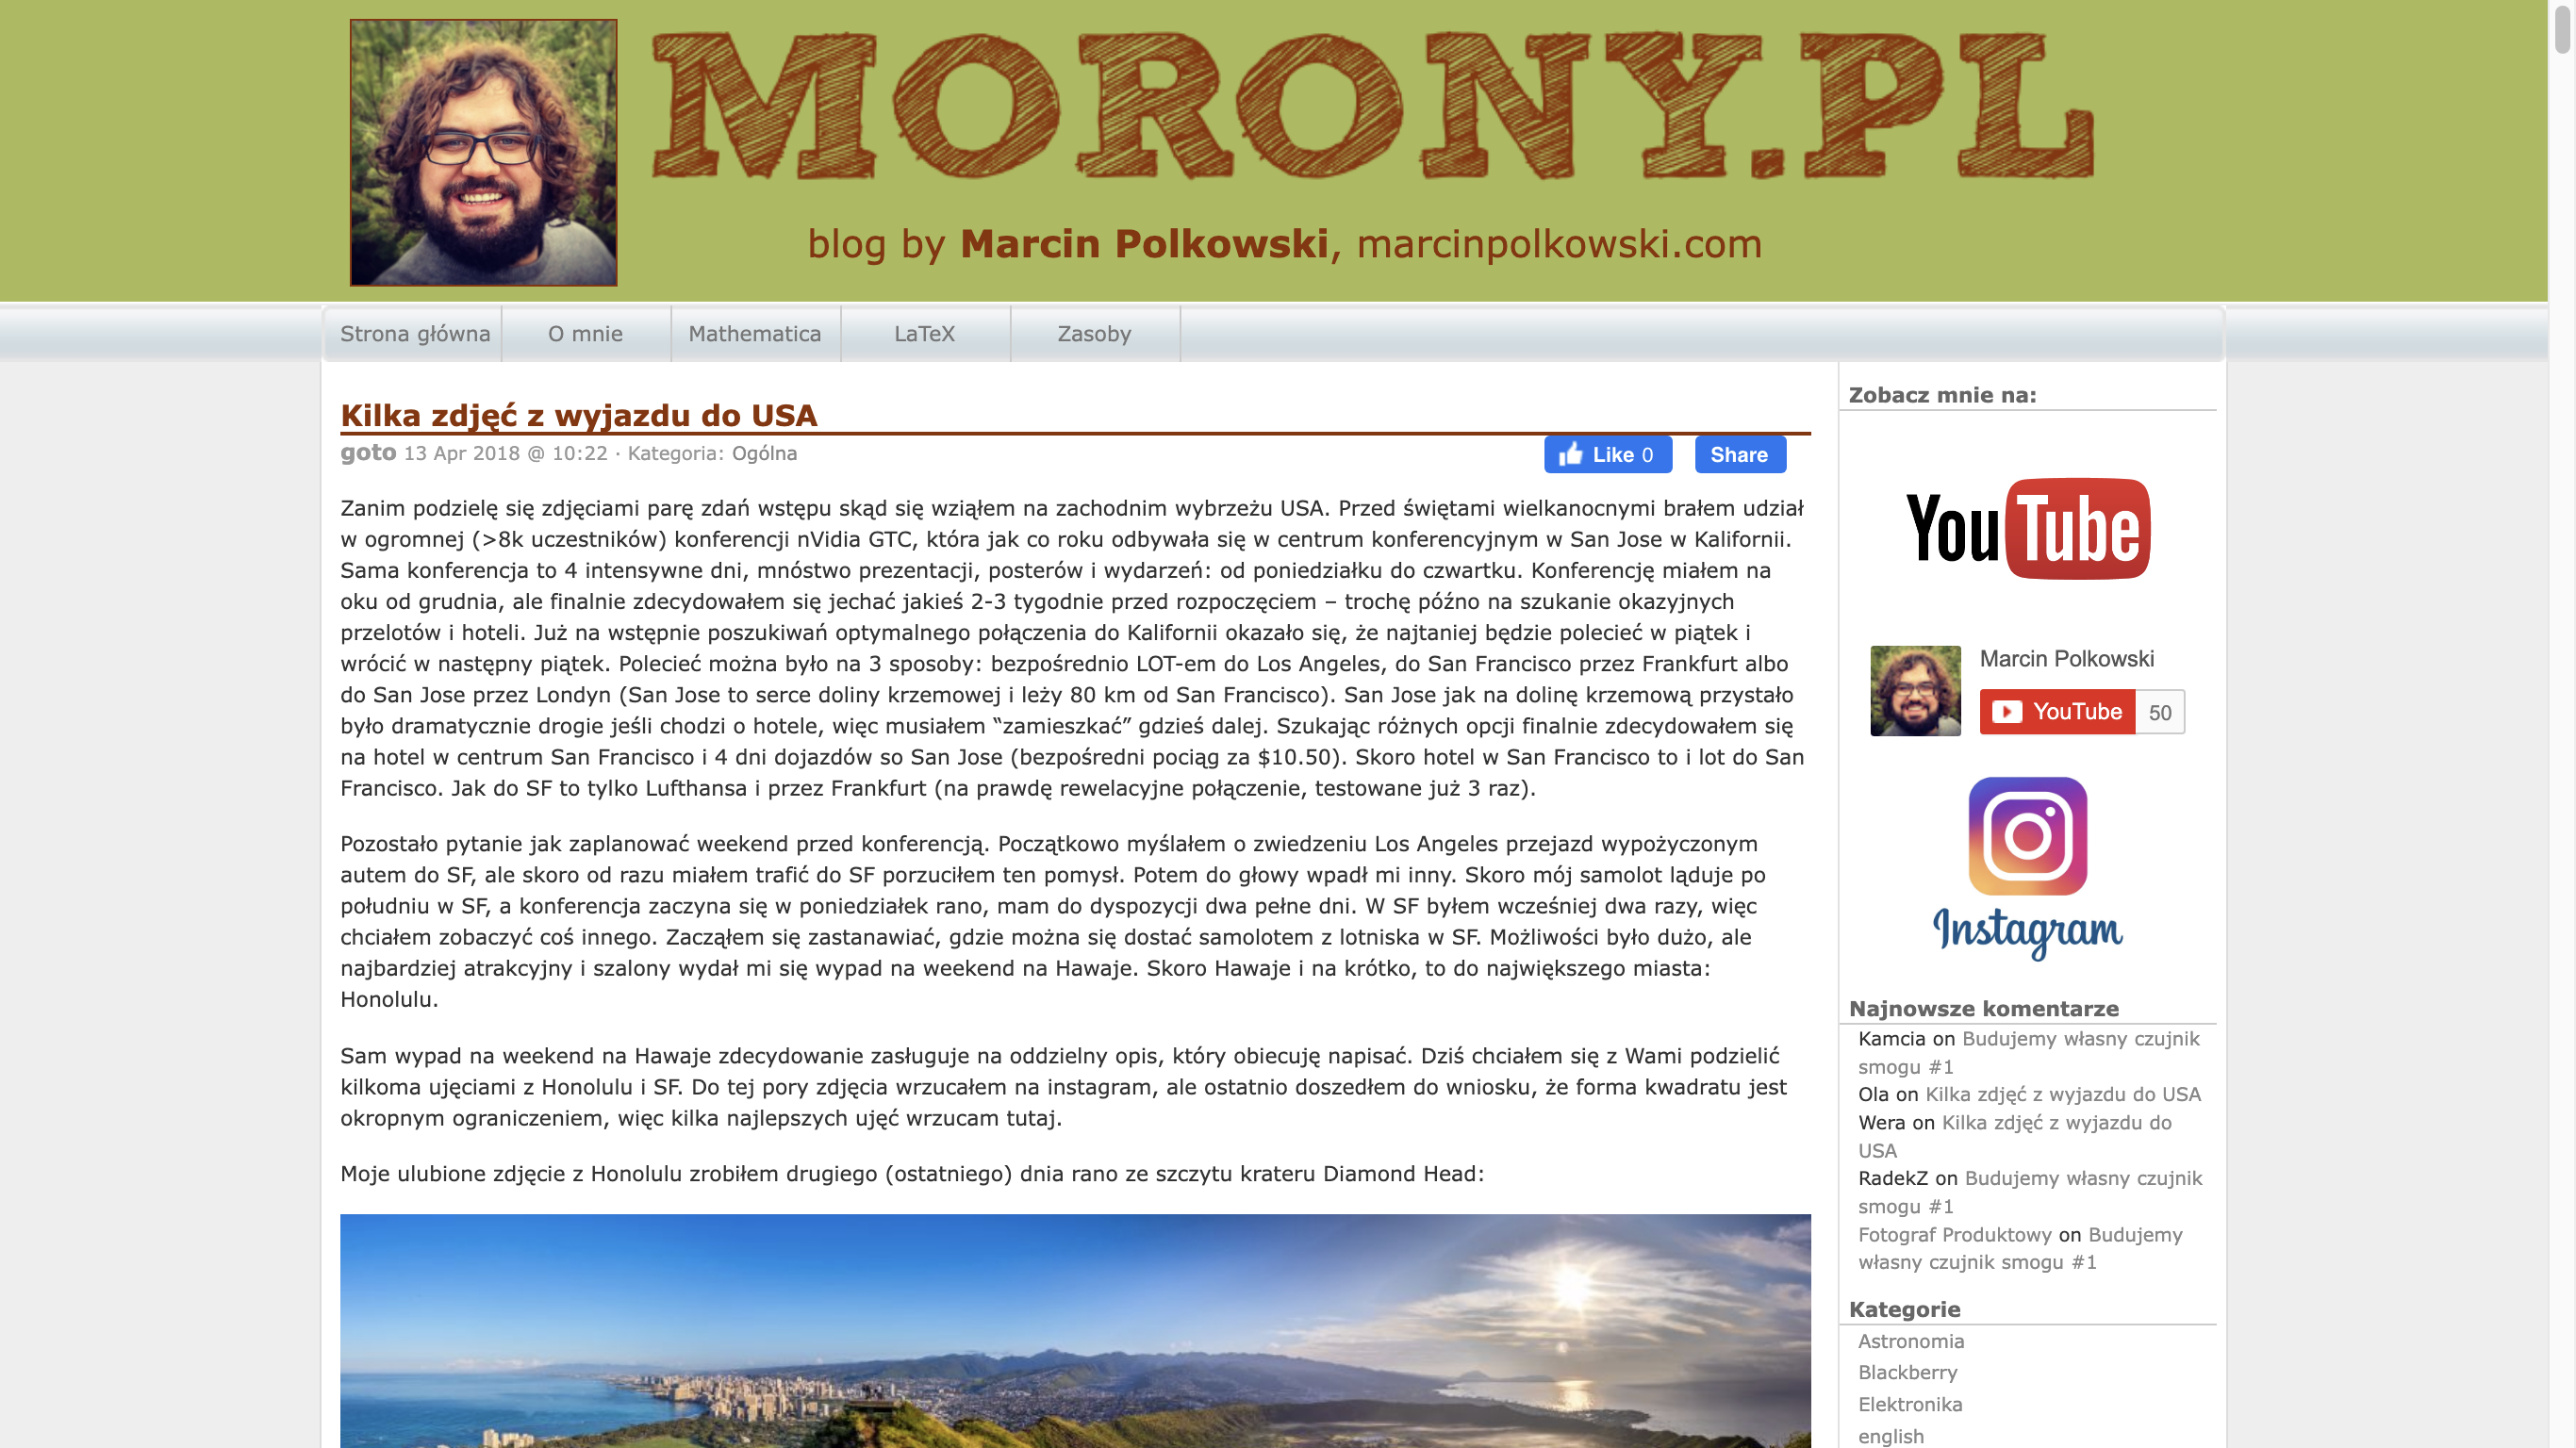 MORONY.PL
blog by Marcin Polkowski, marcinpolkowski.com
Strona główna
O mnie
Mathematica
LaTeX
Zasoby
Kilka zdjęć z wyjazdu do USA
goto 13 Apr 2018 @ 10:22 · Kategoria: Ogólna
Like 0
Share
Zanim podzielę się zdjęciami parę zdań wstępu skąd się wziąłem na zachodnim wybrzeżu USA. Przed świętami wielkanocnymi brałem udział
w ogromnej (>8k uczestników) konferencji nVidia GTC, która jak co roku odbywała się w centrum konferencyjnym w San Jose w Kalifornii.
Sama konferencja to 4 intensywne dni, mnóstwo prezentacji, posterów i wydarzeń: od poniedziałku do czwartku. Konferencję miałem na
oku od grudnia, ale finalnie zdecydowałem się jechać jakieś 2-3 tygodnie przed rozpoczęciem – trochę późno na szukanie okazyjnych
przelotów i hoteli. Już na wstępnie poszukiwań optymalnego połączenia do Kalifornii okazało się, że najtaniej będzie polecieć w piątek i
wrócić w następny piątek. Polecieć można było na 3 sposoby: bezpośrednio LOT-em do Los Angeles, do San Francisco przez Frankfurt albo
do San Jose przez Londyn (San Jose to serce doliny krzemowej i leży 80 km od San Francisco). San Jose jak na dolinę krzemową przystało
było dramatycznie drogie jeśli chodzi o hotele, więc musiałem “zamieszkać” gdzieś dalej. Szukając różnych opcji finalnie zdecydowałem się
na hotel w centrum San Francisco i 4 dni dojazdów so San Jose (bezpośredni pociąg za $10.50). Skoro hotel w San Francisco to i lot do San
Francisco. Jak do SF to tylko Lufthansa i przez Frankfurt (na prawdę rewelacyjne połączenie, testowane już 3 raz).
Pozostało pytanie jak zaplanować weekend przed konferencją. Początkowo myślałem o zwiedzeniu Los Angeles przejazd wypożyczonym
autem do SF, ale skoro od razu miałem trafić do SF porzuciłem ten pomysł. Potem do głowy wpadł mi inny. Skoro mój samolot ląduje po
południu w SF, a konferencja zaczyna się w poniedziałek rano, mam do dyspozycji dwa pełne dni. W SF byłem wcześniej dwa razy, więc
chciałem zobaczyć coś innego. Zacząłem się zastanawiać, gdzie można się dostać samolotem z lotniska w SF. Możliwości było dużo, ale
najbardziej atrakcyjny i szalony wydał mi się wypad na weekend na Hawaje. Skoro Hawaje i na krótko, to do największego miasta:
Honolulu.
Sam wypad na weekend na Hawaje zdecydowanie zasługuje na oddzielny opis, który obiecuję napisać. Dziś chciałem się z Wami podzielić
kilkoma ujęciami z Honolulu i SF. Do tej pory zdjęcia wrzucałem na instagram, ale ostatnio doszedłem do wniosku, że forma kwadratu jest
okropnym ograniczeniem, więc kilka najlepszych ujęć wrzucam tutaj.
Moje ulubione zdjęcie z Honolulu zrobiłem drugiego (ostatniego) dnia rano ze szczytu krateru Diamond Head:
Zobacz mnie na:
YouTube
Marcin Polkowski
YouTube 50
Instagram
Najnowsze komentarze
Kamcia on Budujemy własny czujnik
smogu #1
Ola on Kilka zdjęć z wyjazdu do USA
Wera on Kilka zdjęć z wyjazdu do
USA
RadekZ on Budujemy własny czujnik
smogu #1
Fotograf Produktowy on Budujemy
własny czujnik smogu #1
Kategorie
Astronomia
Blackberry
Elektronika
english